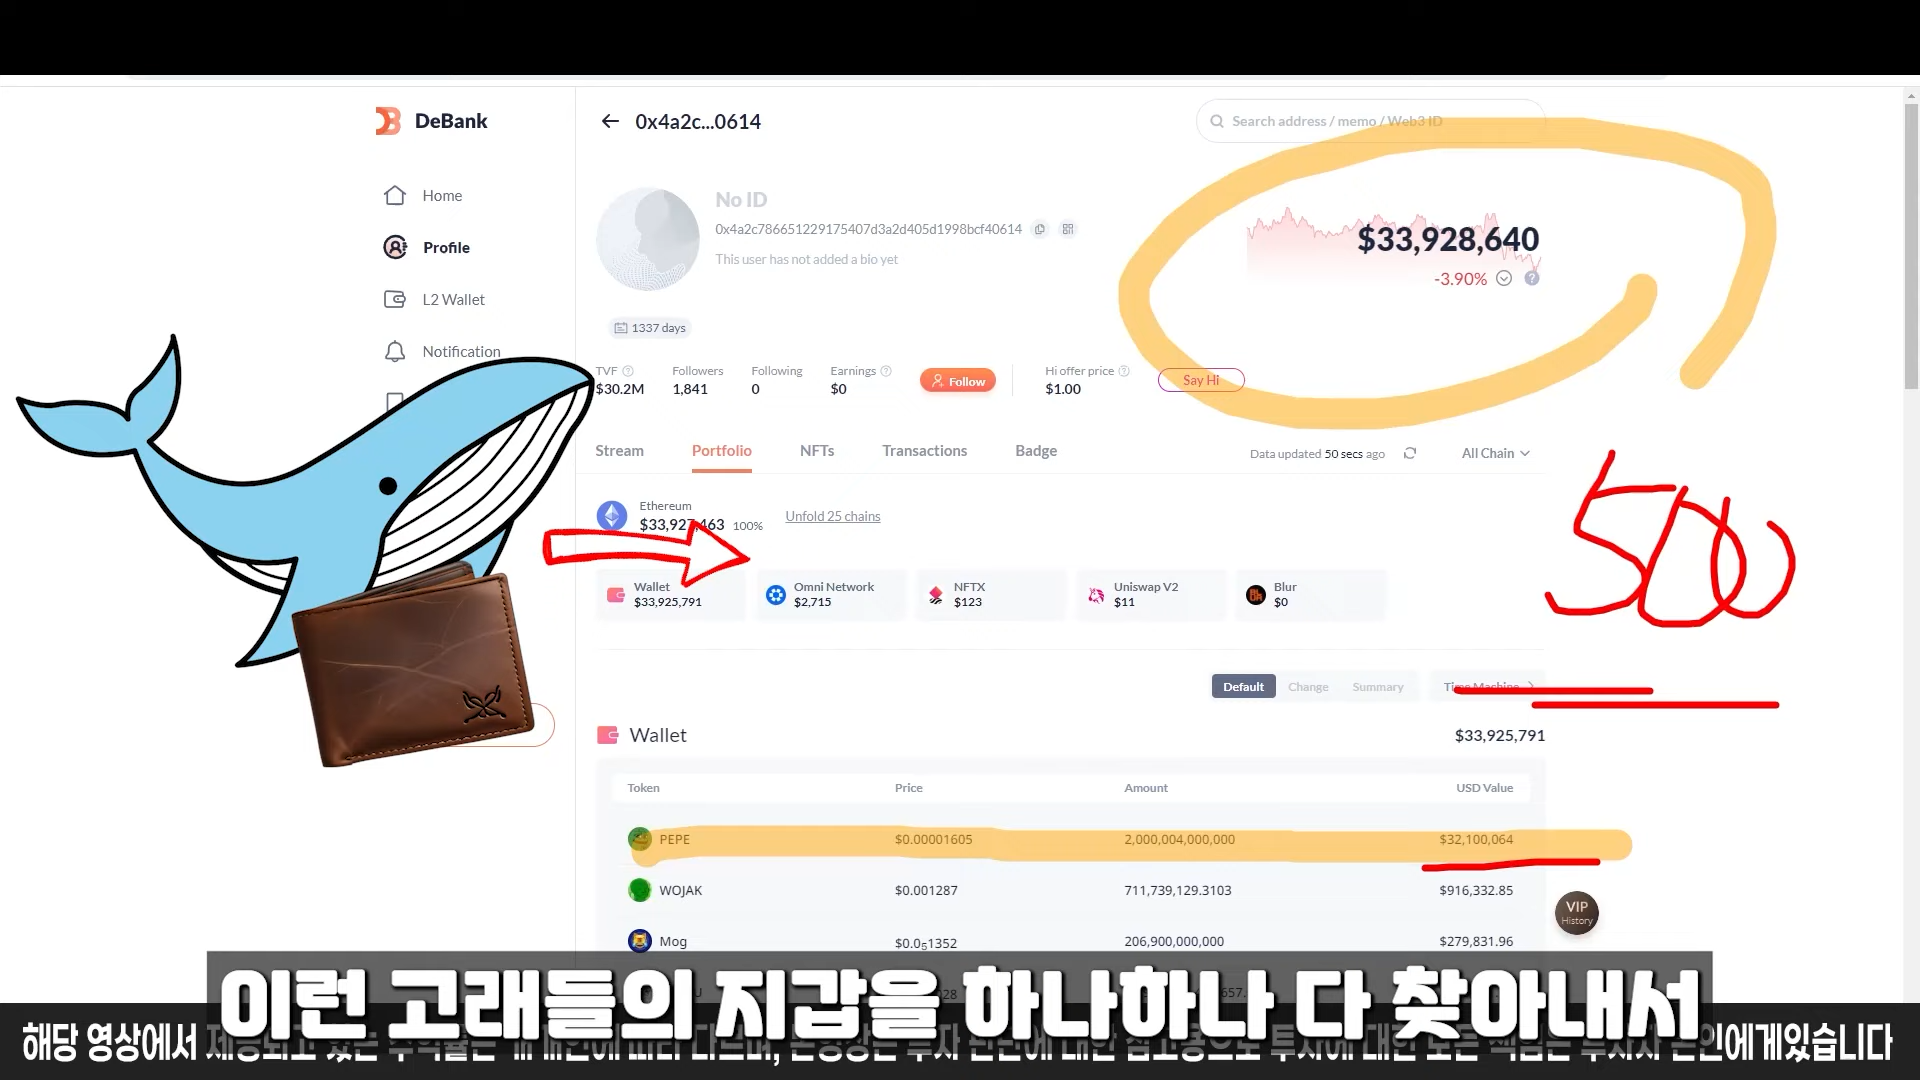 DeBank
0x4a2c...0614
Search address / memo / Web3 ID
Home
No ID
0x4a2c786651229175407d3a2d405d1998bcf40614
Profile
$33,928,640
This user has not added a bio yet
-3.90%
L2 Wallet
1337 days
Notification
TVF
Followers
Following
Earnings
Hi offer price
$30.2M
1,841
0
$0
Follow
$1.00
Say Hi
Stream
Portfolio
NFTs
Transactions
Badge
Data updated 50 secs ago
All Chain
500
Ethereum
$33,927,463 100%
Unfold 25 chains
Wallet
$33,925,791
Omni Network
$2,715
NFTX
$123
Uniswap V2
$11
Blur
$0
Default
Change
Summary
Time Machine
Wallet
$33,925,791
Token Price Amount USD Value
PEPE $0.00001605 2,000,004,000,000 $32,100,064
WOJAK $0.001287 711,739,129.3103 $916,332.85
VIP
History
Mog $0.0₅1352 206,900,000,000 $279,831.96
이런 고래들의 지갑을 하나하나 다 찾아내서
해당 영상에서